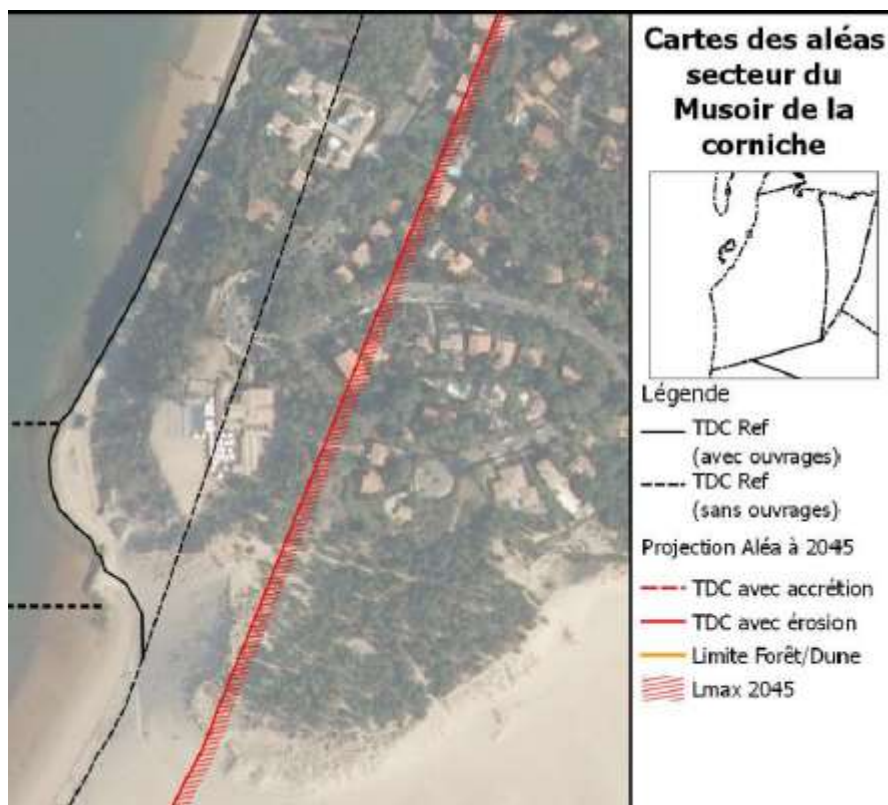 Cartes des aléas
secteur du
Musoir de la
corniche
Légende
TDC Ref
(avec ouvrages)
TDC Ref
(sans ouvrages)
Projection Aléa à 2045
TDC avec accrétion
TDC avec érosion
Limite Forêt/Dune
Lmax 2045